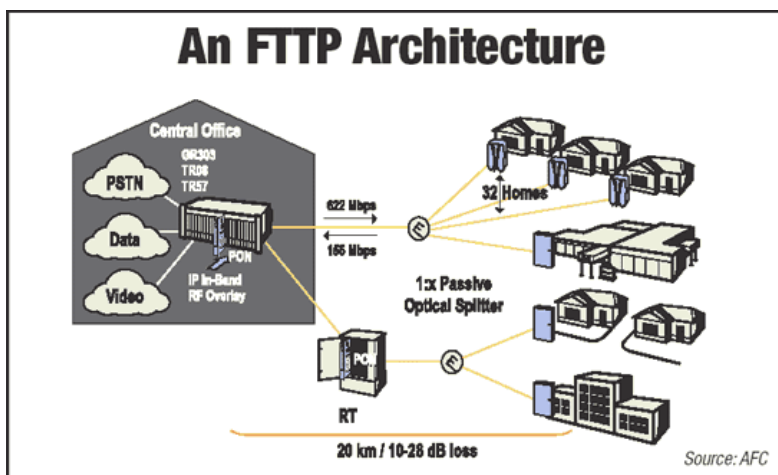 An FTTP Architecture
Central Office
GR303
TR08
TR57
PSTN
Data
Video
PON
IP In-Band
RF Overlay
622 Mbps
155 Mbps
E
32 Homes
1:x Passive
Optical Splitter
PON
E
RT
20 km / 10-28 dB loss
Source: AFC